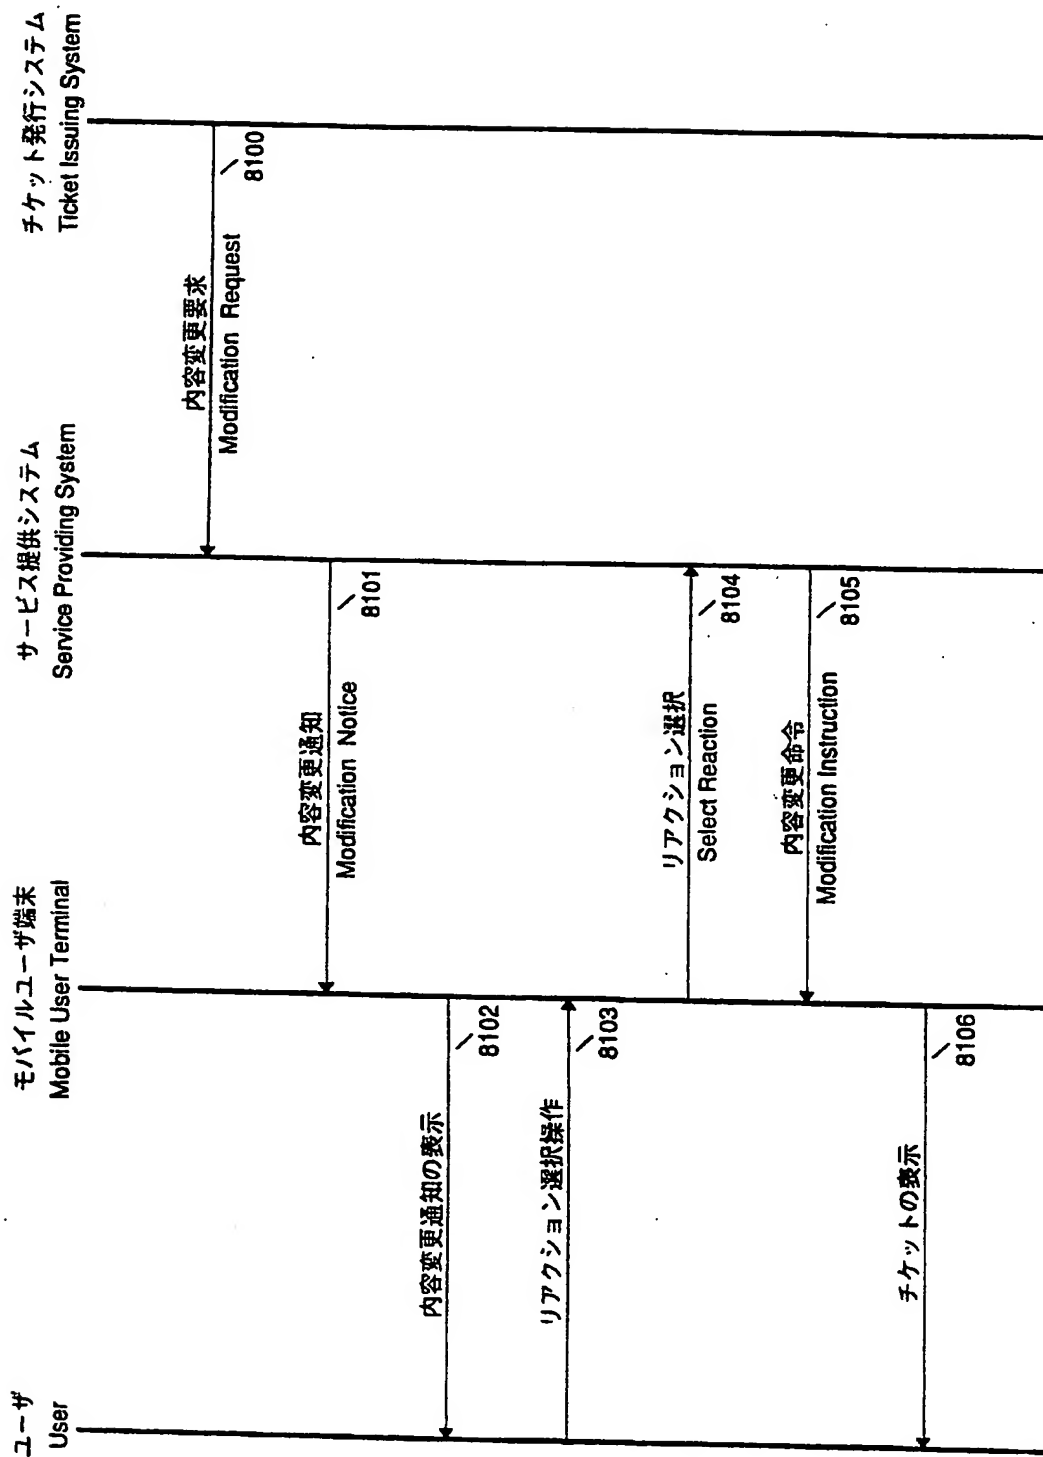 ユーザ
User
モバイルユーザ端末
Mobile User Terminal
サービス提供システム
Service Providing System
チケット発行システム
Ticket Issuing System
内容変更要求
Modification Request
8100
内容変更通知
Modification Notice
8101
内容変更通知の表示
8102
リアクション選択操作
8103
リアクション選択
Select Reaction
8104
内容変更命令
Modification Instruction
8105
チケットの表示
8106